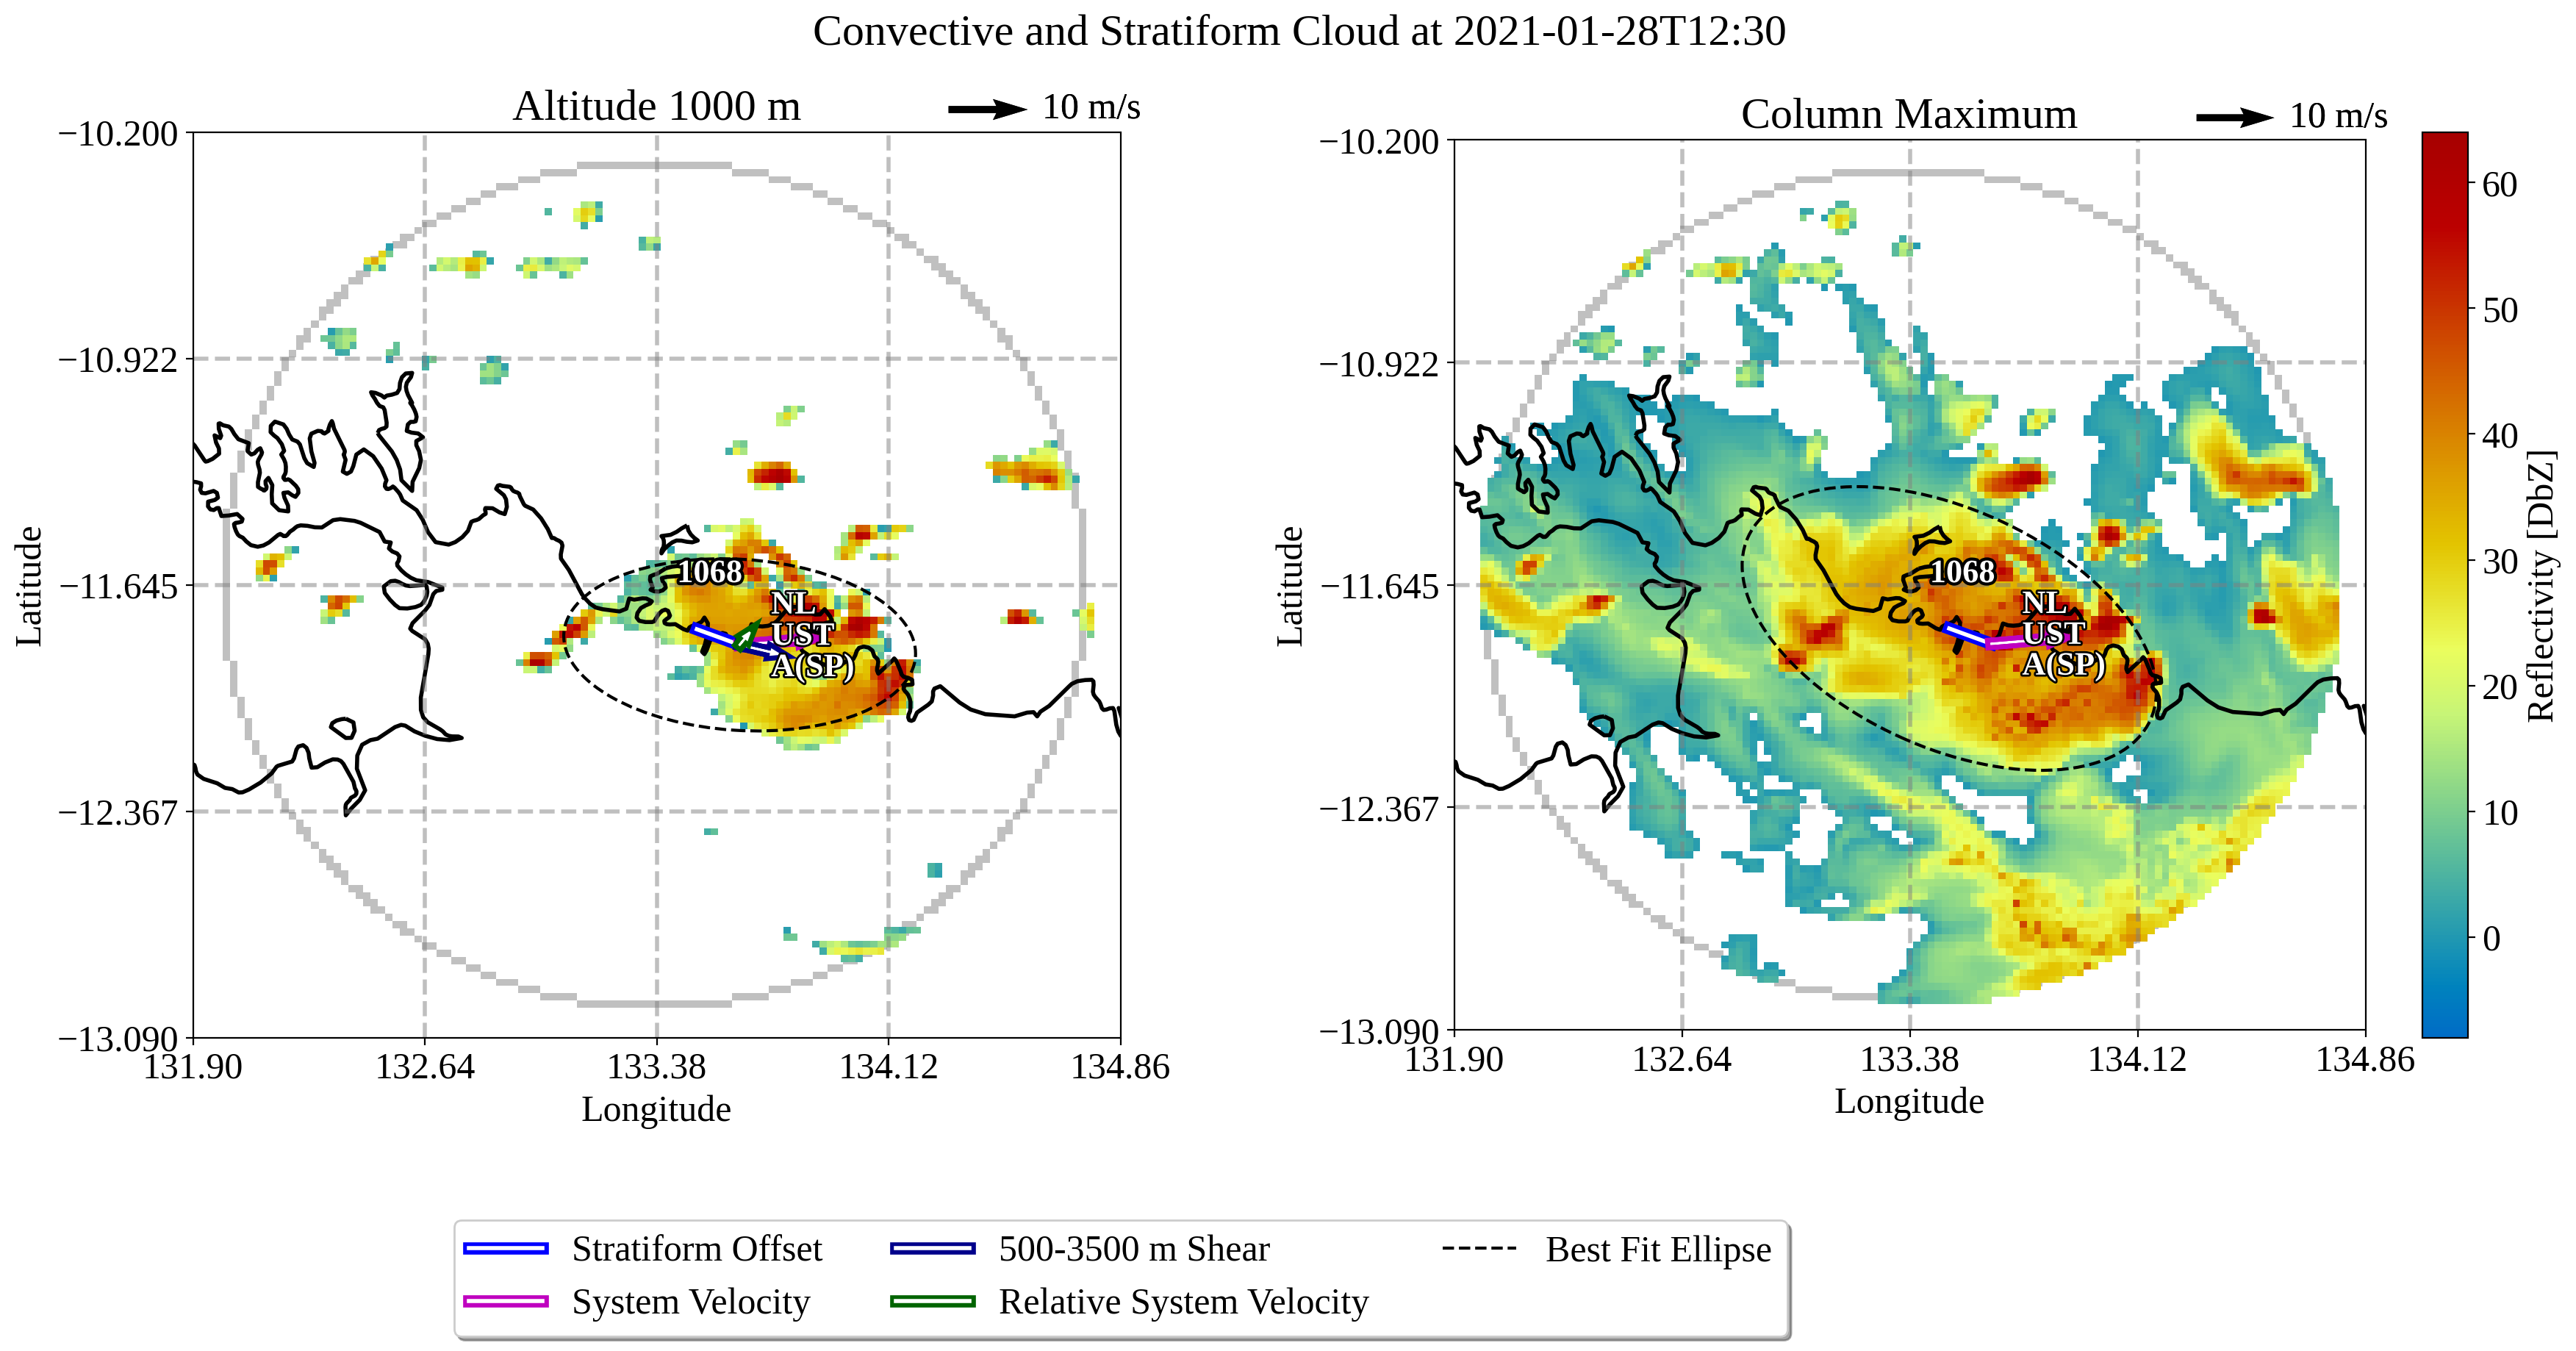 Convective and Stratiform Cloud at 2021-01-28T12:30
Altitude 1000 m
10 m/s
−10.200
−10.922
−11.645
−12.367
−13.090
Latitude
131.90
132.64
133.38
134.12
134.86
Longitude
1068
NL
UST
A(SP)
Column Maximum
10 m/s
−10.200
−10.922
−11.645
−12.367
−13.090
Latitude
131.90
132.64
133.38
134.12
134.86
Longitude
1068
NL
UST
A(SP)
60
50
40
30
20
10
0
Reflectivity [DbZ]
Stratiform Offset
System Velocity
500-3500 m Shear
Relative System Velocity
Best Fit Ellipse